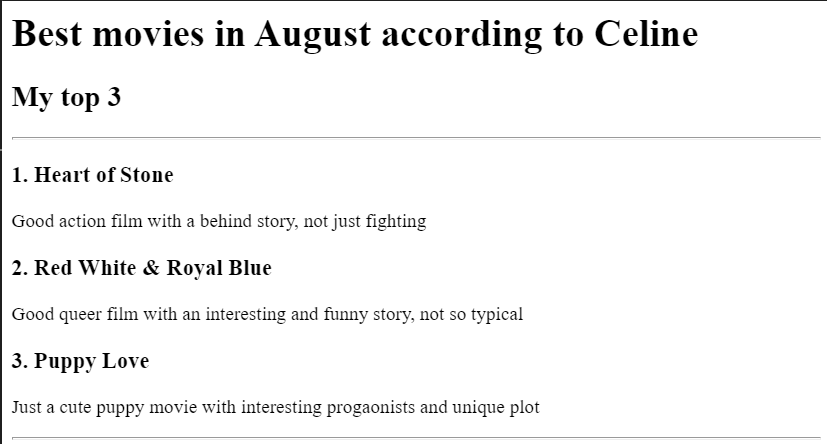 Best movies in August according to Celine
My top 3
1. Heart of Stone
Good action film with a behind story, not just fighting
2. Red White & Royal Blue
Good queer film with an interesting and funny story, not so typical
3. Puppy Love
Just a cute puppy movie with interesting progaonists and unique plot